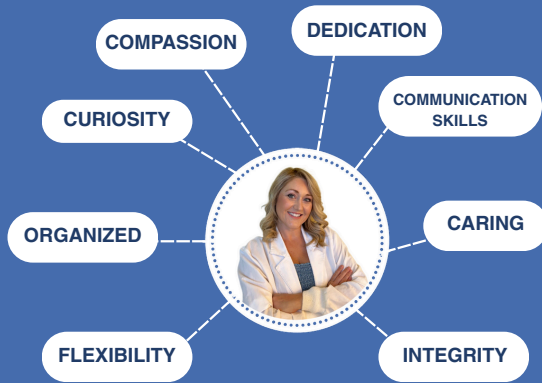 COMPASSION
DEDICATION
CURIOSITY
COMMUNICATION
SKILLS
ORGANIZED
CARING
FLEXIBILITY
INTEGRITY